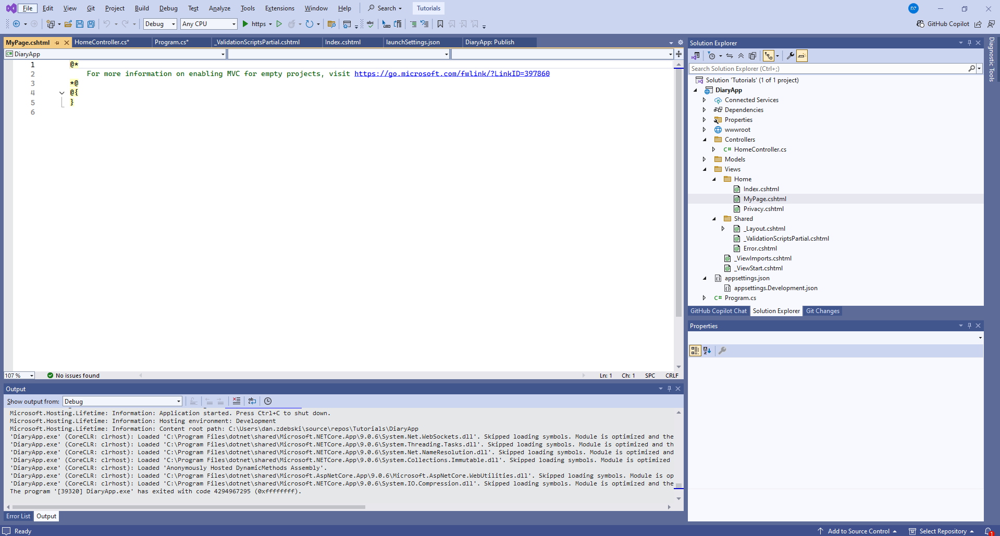 File Edit View Git Project Build Debug Test Analyze Tools Extensions Window Help Search Tutorials DZ
Debug Any CPU https GitHub Copilot
MyPage.cshtml HomeController.cs* Program.cs* _ValidationScriptsPartial.cshtml Index.cshtml launchSettings.json DiaryApp: Publish
C# DiaryApp
1 @*
2 For more information on enabling MVC for empty projects, visit https://go.microsoft.com/fwlink/?LinkID=397860
3 *@
4 @{
5 }
6
107 % No issues found Ln: 1 Ch: 1 SPC CRLF
Output
Show output from: Debug
Microsoft.Hosting.Lifetime: Information: Application started. Press Ctrl+C to shut down.
Microsoft.Hosting.Lifetime: Information: Hosting environment: Development
Microsoft.Hosting.Lifetime: Information: Content root path: C:\Users\dan.zdebski\source\repos\Tutorials\DiaryApp
'DiaryApp.exe' (CoreCLR: clrhost): Loaded 'C:\Program Files\dotnet\shared\Microsoft.NETCore.App\9.0.6\System.Net.WebSockets.dll'. Skipped loading symbols. Module is optimized and the
'DiaryApp.exe' (CoreCLR: clrhost): Loaded 'C:\Program Files\dotnet\shared\Microsoft.NETCore.App\9.0.6\System.Threading.Tasks.dll'. Skipped loading symbols. Module is optimized and th
'DiaryApp.exe' (CoreCLR: clrhost): Loaded 'C:\Program Files\dotnet\shared\Microsoft.NETCore.App\9.0.6\System.Net.NameResolution.dll'. Skipped loading symbols. Module is optimized and
'DiaryApp.exe' (CoreCLR: clrhost): Loaded 'C:\Program Files\dotnet\shared\Microsoft.NETCore.App\9.0.6\System.Collections.Immutable.dll'. Skipped loading symbols. Module is optimized
'DiaryApp.exe' (CoreCLR: clrhost): Loaded 'Anonymously Hosted DynamicMethods Assembly'.
'DiaryApp.exe' (CoreCLR: clrhost): Loaded 'C:\Program Files\dotnet\shared\Microsoft.AspNetCore.App\9.0.6\Microsoft.AspNetCore.WebUtilities.dll'. Skipped loading symbols. Module is op
'DiaryApp.exe' (CoreCLR: clrhost): Loaded 'C:\Program Files\dotnet\shared\Microsoft.NETCore.App\9.0.6\System.IO.Compression.dll'. Skipped loading symbols. Module is optimized and the
The program '[39320] DiaryApp.exe' has exited with code 4294967295 (0xffffffff).
Error List Output
Solution Explorer
Search Solution Explorer (Ctrl+;)
Solution 'Tutorials' (1 of 1 project)
DiaryApp
Connected Services
Dependencies
Properties
wwwroot
Controllers
C# HomeController.cs
Models
Views
Home
Index.cshtml
MyPage.cshtml
Privacy.cshtml
Shared
_Layout.cshtml
_ValidationScriptsPartial.cshtml
Error.cshtml
_ViewImports.cshtml
_ViewStart.cshtml
appsettings.json
appsettings.Development.json
C# Program.cs
GitHub Copilot Chat Solution Explorer Git Changes
Properties
Diagnostic Tools
Ready Add to Source Control Select Repository 1